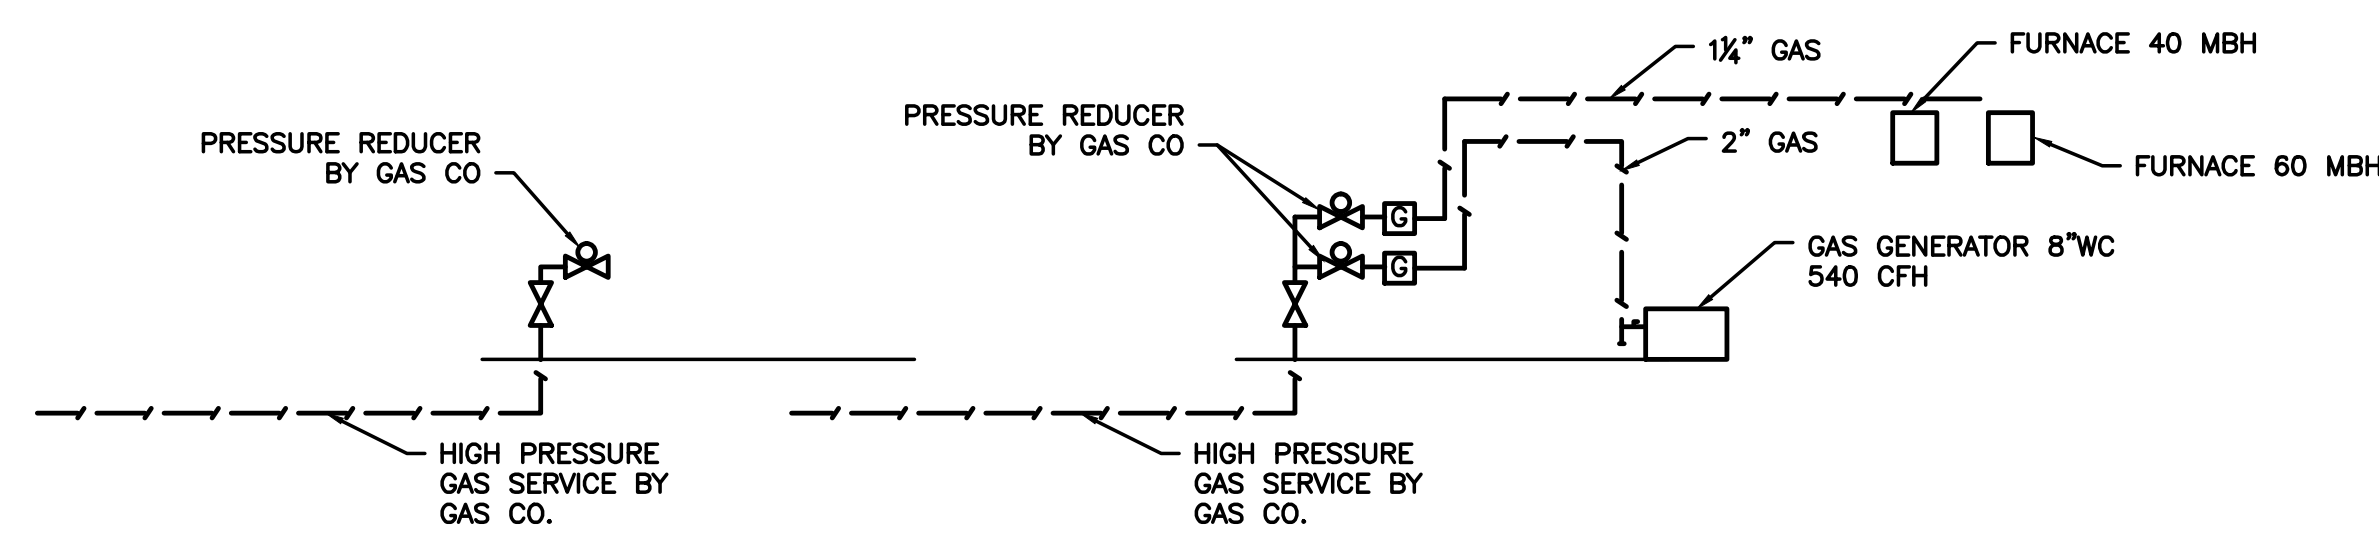 PRESSURE REDUCER
BY GAS CO
HIGH PRESSURE
GAS SERVICE BY
GAS CO.
PRESSURE REDUCER
BY GAS CO
G
G
HIGH PRESSURE
GAS SERVICE BY
GAS CO.
1¼" GAS
2" GAS
FURNACE 40 MBH
FURNACE 60 MBH
GAS GENERATOR 8"WC
540 CFH